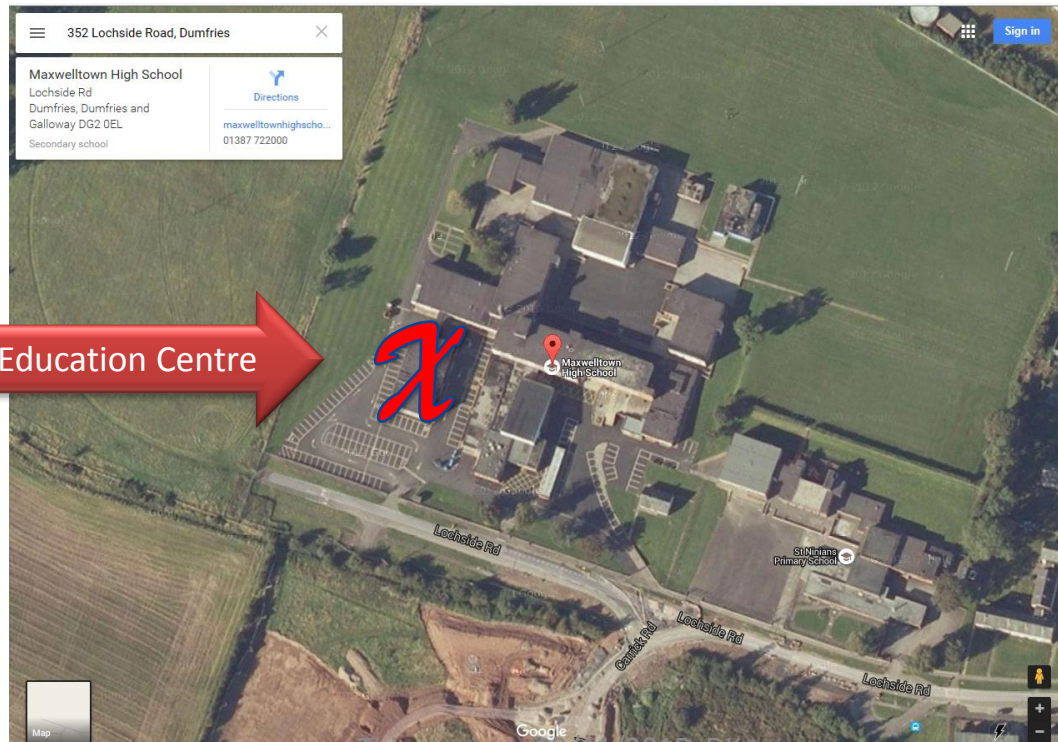 352 Lochside Road, Dumfries
Sign in
Maxwelltown High School
Lochside Rd
Dumfries, Dumfries and
Galloway DG2 0EL
Secondary school
Directions
maxwelltownhighscho...
01387 722000
Education Centre
X
Maxwelltown
High School
St Ninians
Primary School
Lochside Rd
Carrick Rd
Lochside Rd
Lochside Rd
Map
Google